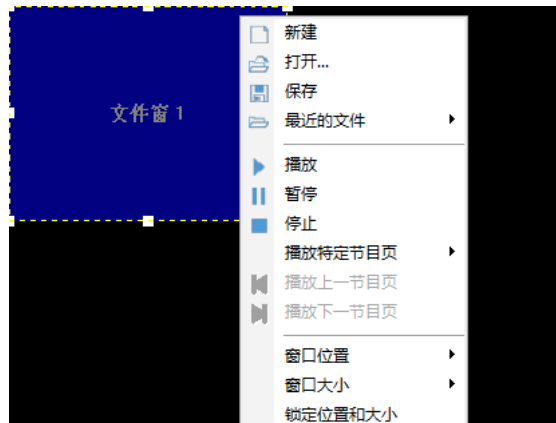 文件窗 1
新建
打开...
保存
最近的文件
播放
暂停
停止
播放特定节目页
播放上一节目页
播放下一节目页
窗口位置
窗口大小
锁定位置和大小